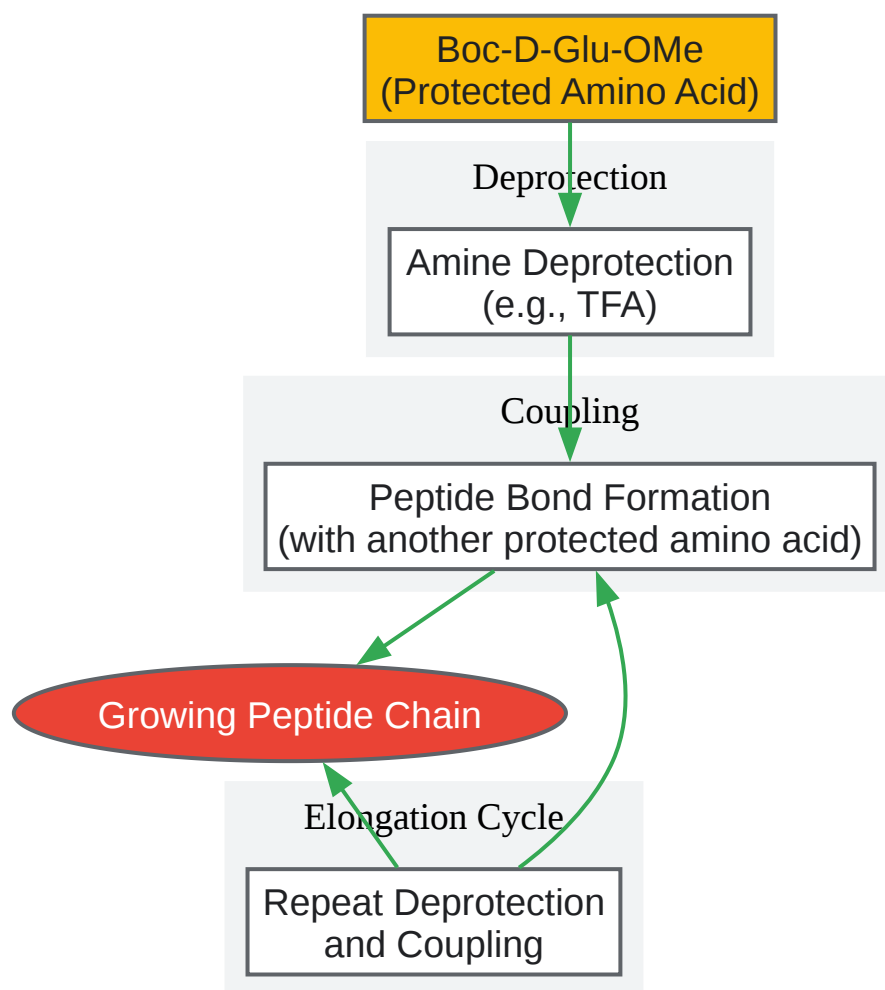 Boc-D-Glu-OMe
(Protected Amino Acid)
Deprotection
Amine Deprotection
(e.g., TFA)
Coupling
Peptide Bond Formation
(with another protected amino acid)
Growing Peptide Chain
Elongation Cycle
Repeat Deprotection
and Coupling